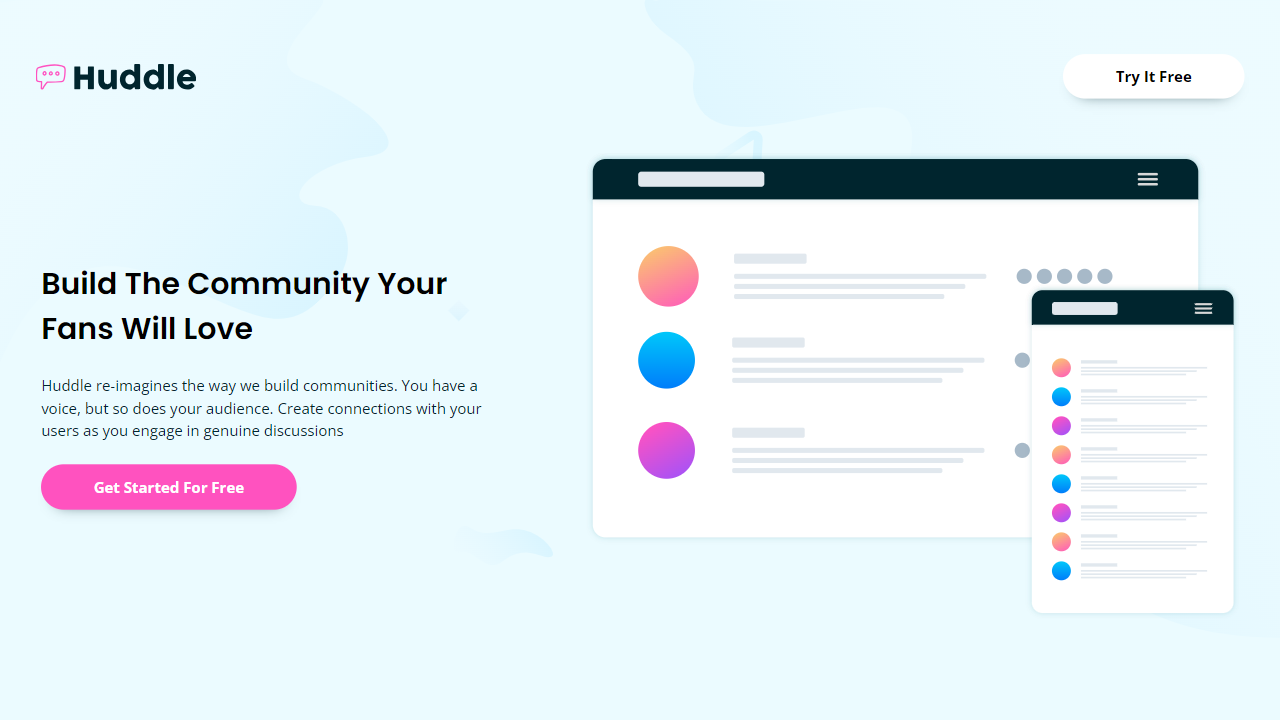 Huddle
Try It Free
Build The Community Your
Fans Will Love
Huddle re-imagines the way we build communities. You have a
voice, but so does your audience. Create connections with your
users as you engage in genuine discussions
Get Started For Free